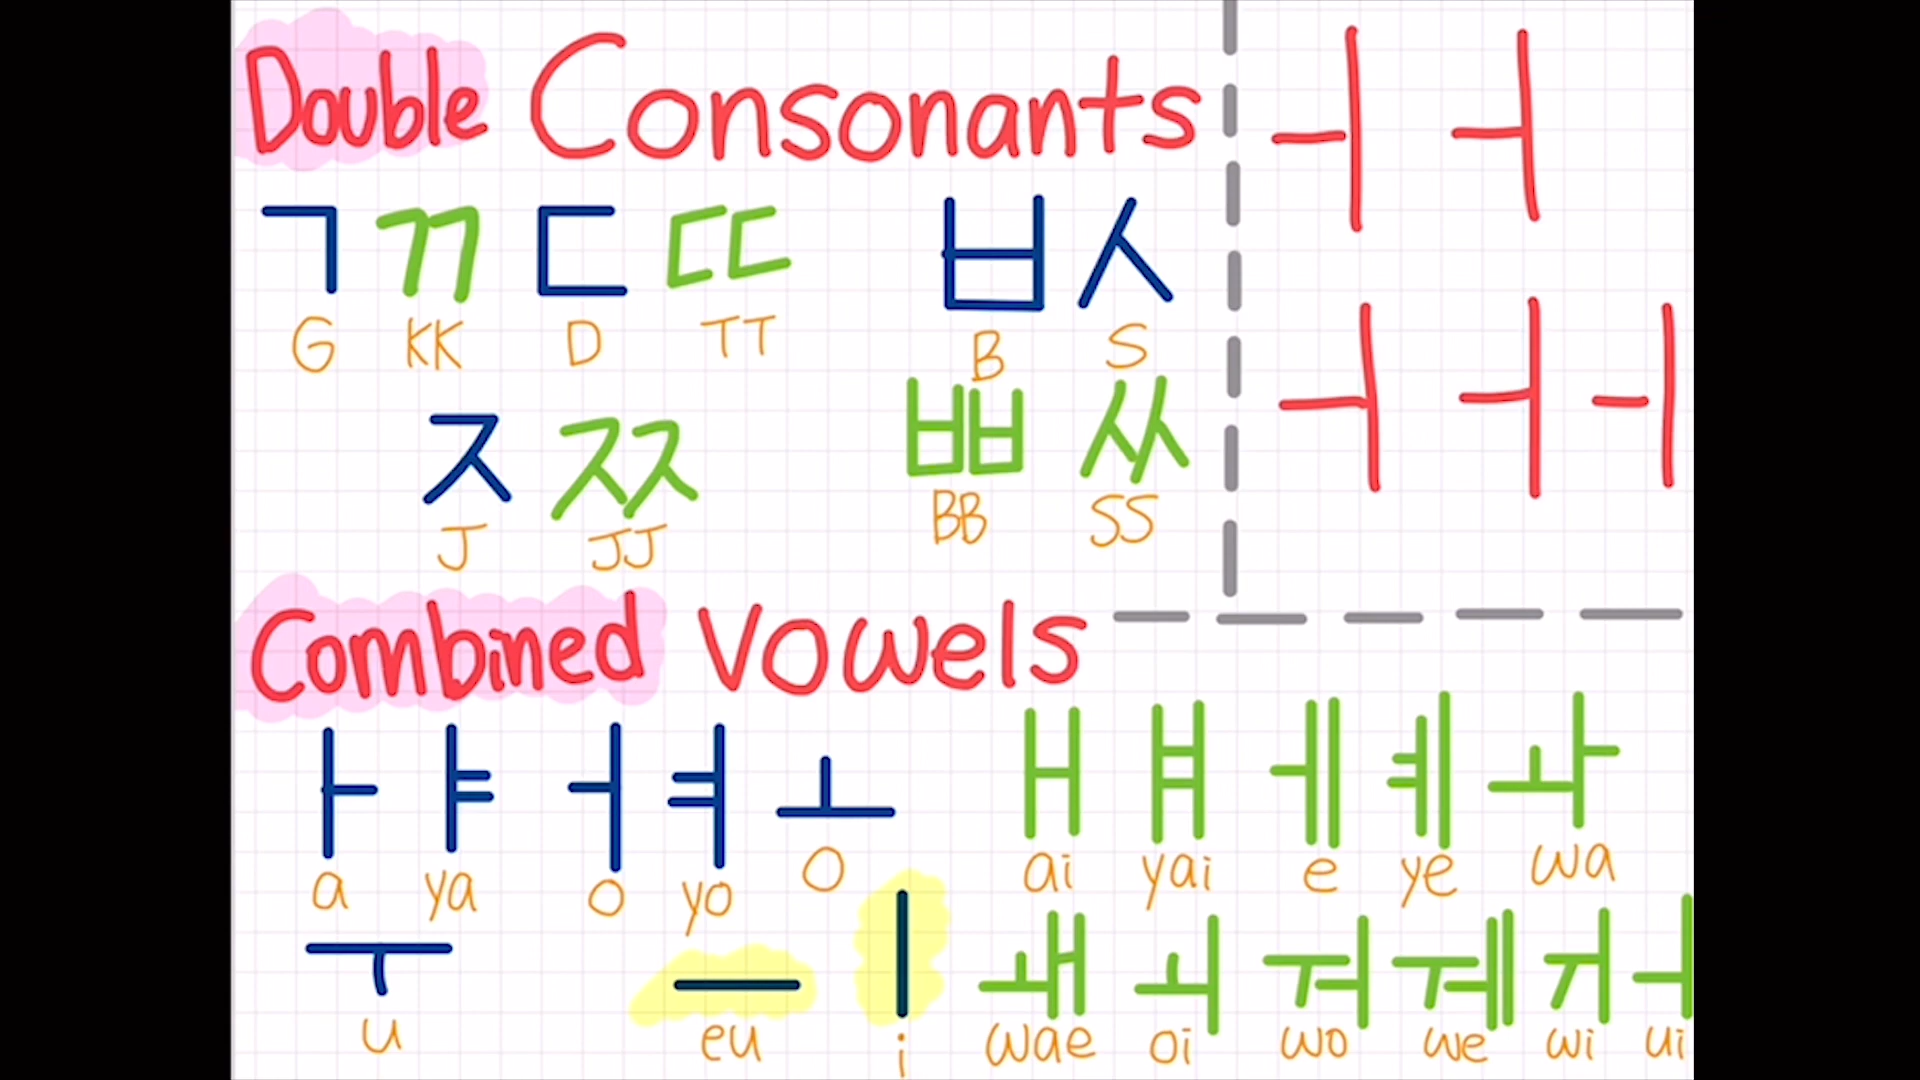 Double Consonants
ㄱ ㄲ ㄷ ㄸ ㅂ ㅅ
G KK D TT B S
ㅈ ㅉ ㅃ ㅆ
J JJ BB SS
ㅓ ㅓ
ㅓ ㅓ ㅓ
Combined Vowels
ㅏ ㅑ ㅓ ㅕ ㅗ
a ya o yo o
ㅜ ㅡ ㅣ
u eu i
ㅐ ㅒ ㅔ ㅖ ㅘ
ai yai e ye wa
ㅙ ㅚ ㅝ ㅞ ㅟ
wae oi wo we wi ui